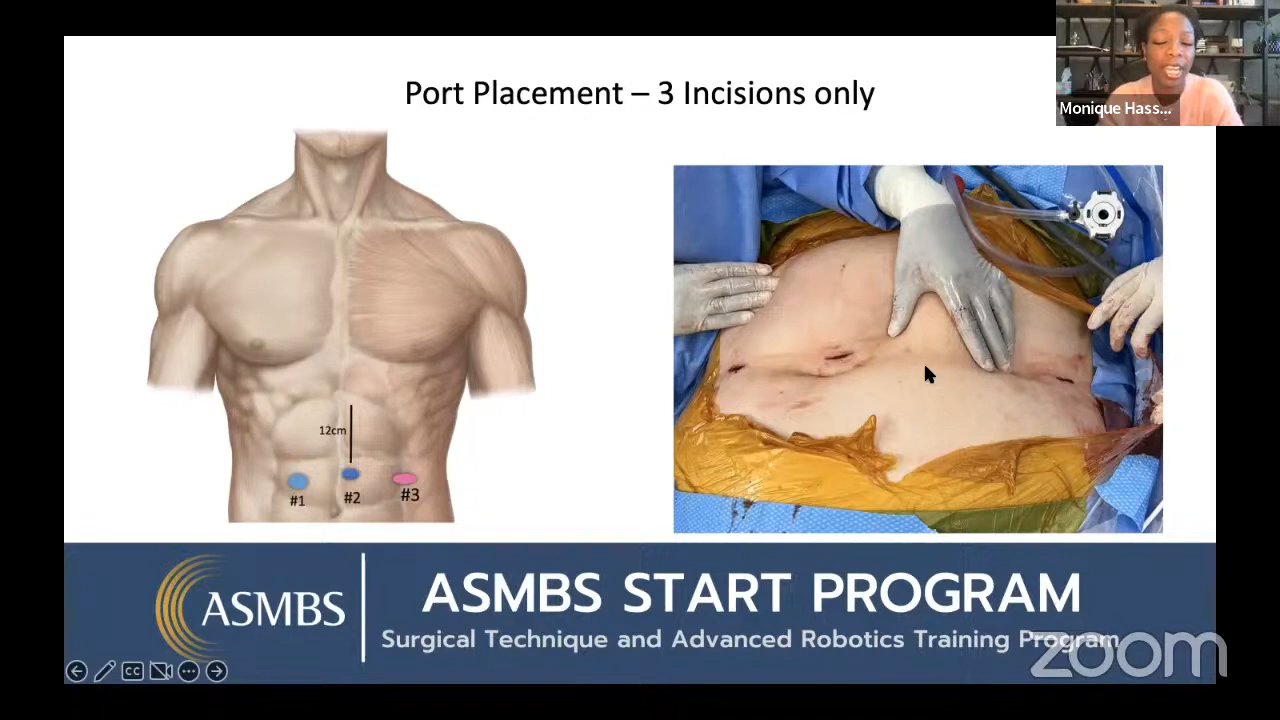 Port Placement – 3 Incisions only
Monique Hass...
12cm
#1
#2
#3
ASMBS
ASMBS START PROGRAM
Surgical Technique and Advanced Robotics Training Program
CC
zoom